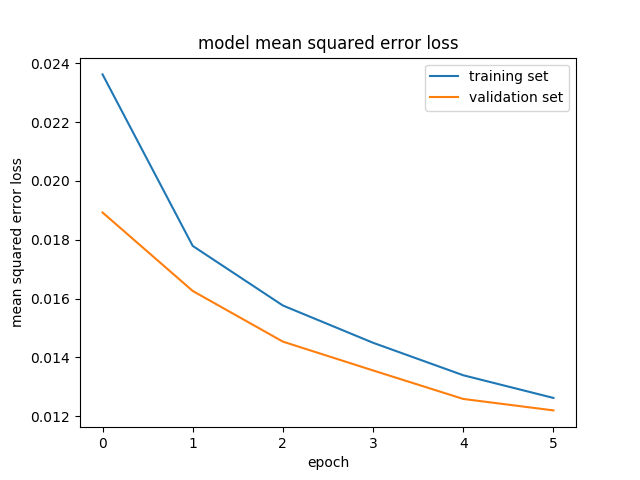 model mean squared error loss
training set
validation set
0.024
0.022
0.020
0.018
0.016
0.014
0.012
mean squared error loss
0 1 2 3 4 5
epoch